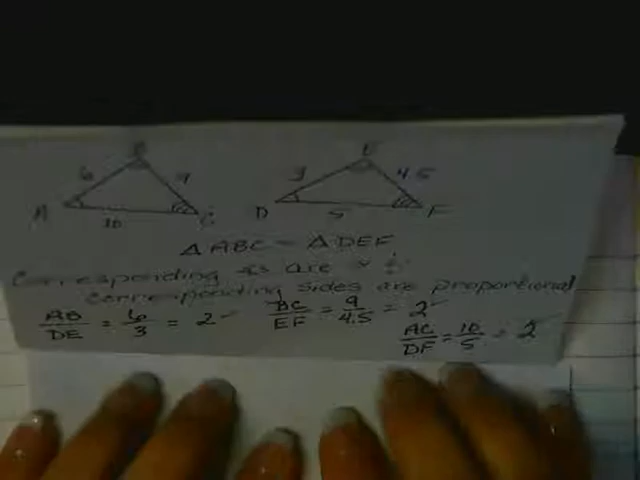 B E
6 9 3 4.5
A 10 C D 5 F
△ABC ~ △DEF
Corresponding ∠s are
corresponding sides are proportional
AB/DE = 6/3 = 2 ✓ BC/EF = 9/4.5 = 2 ✓
AC/DF = 10/5 = 2 ✓